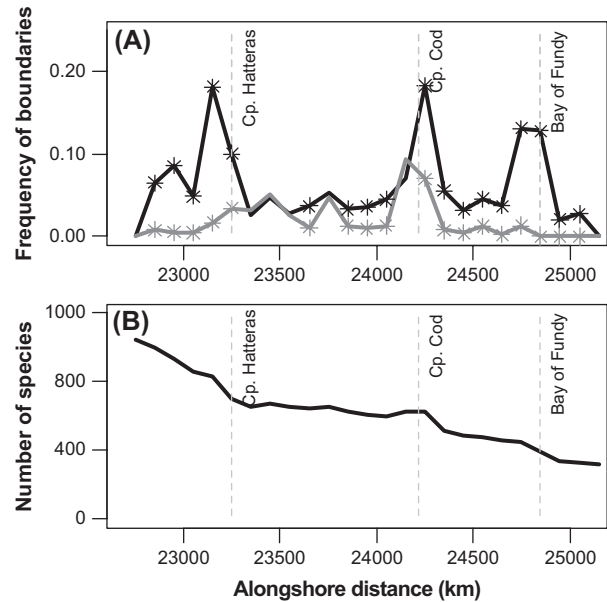 (A)
Frequency of boundaries
0.20
0.10
0.00
Cp. Hatteras
Cp. Cod
Bay of Fundy
23000 23500 24000 24500 25000
(B)
Number of species
1000
800
400
0
Cp. Hatteras
Cp. Cod
Bay of Fundy
23000 23500 24000 24500 25000
Alongshore distance (km)